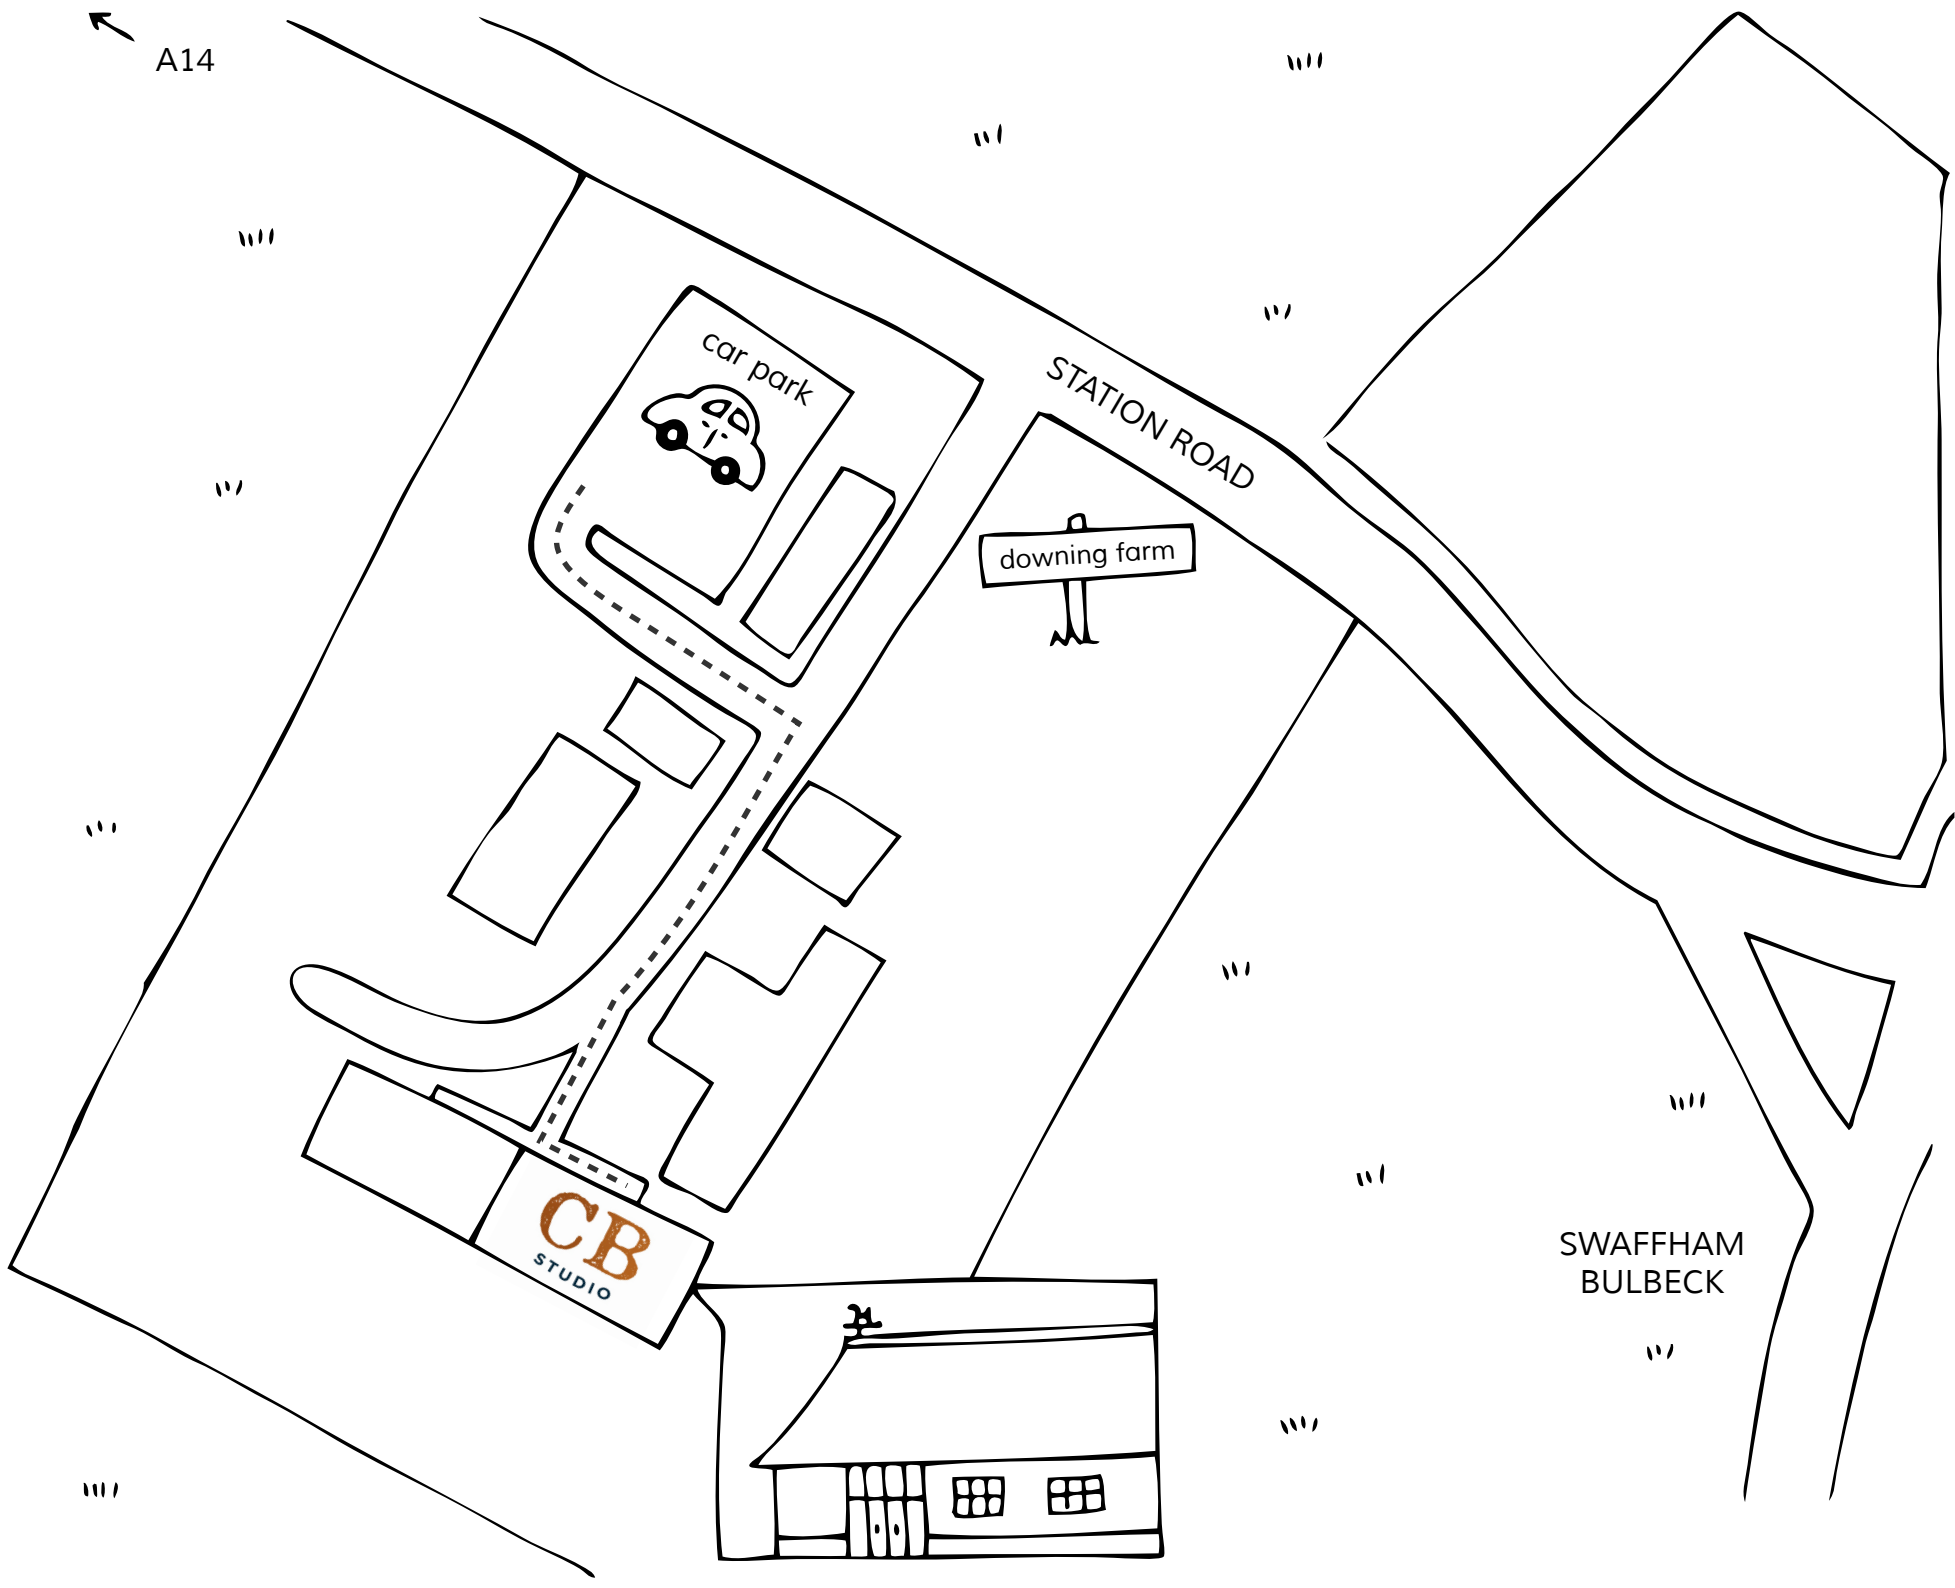 A14
car park
STATION ROAD
downing farm
CB
STUDIO
SWAFFHAM
BULBECK